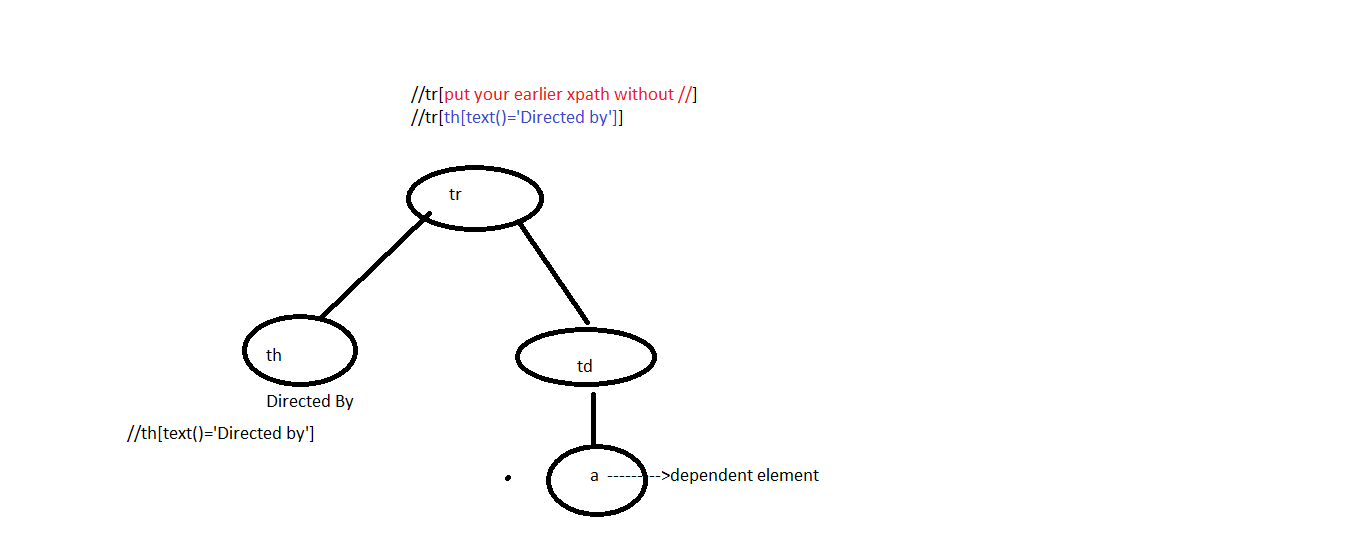 //tr[put your earlier xpath without //]
//tr[th[text()='Directed by']]
tr
th
td
Directed By
//th[text()='Directed by']
a --------->dependent element